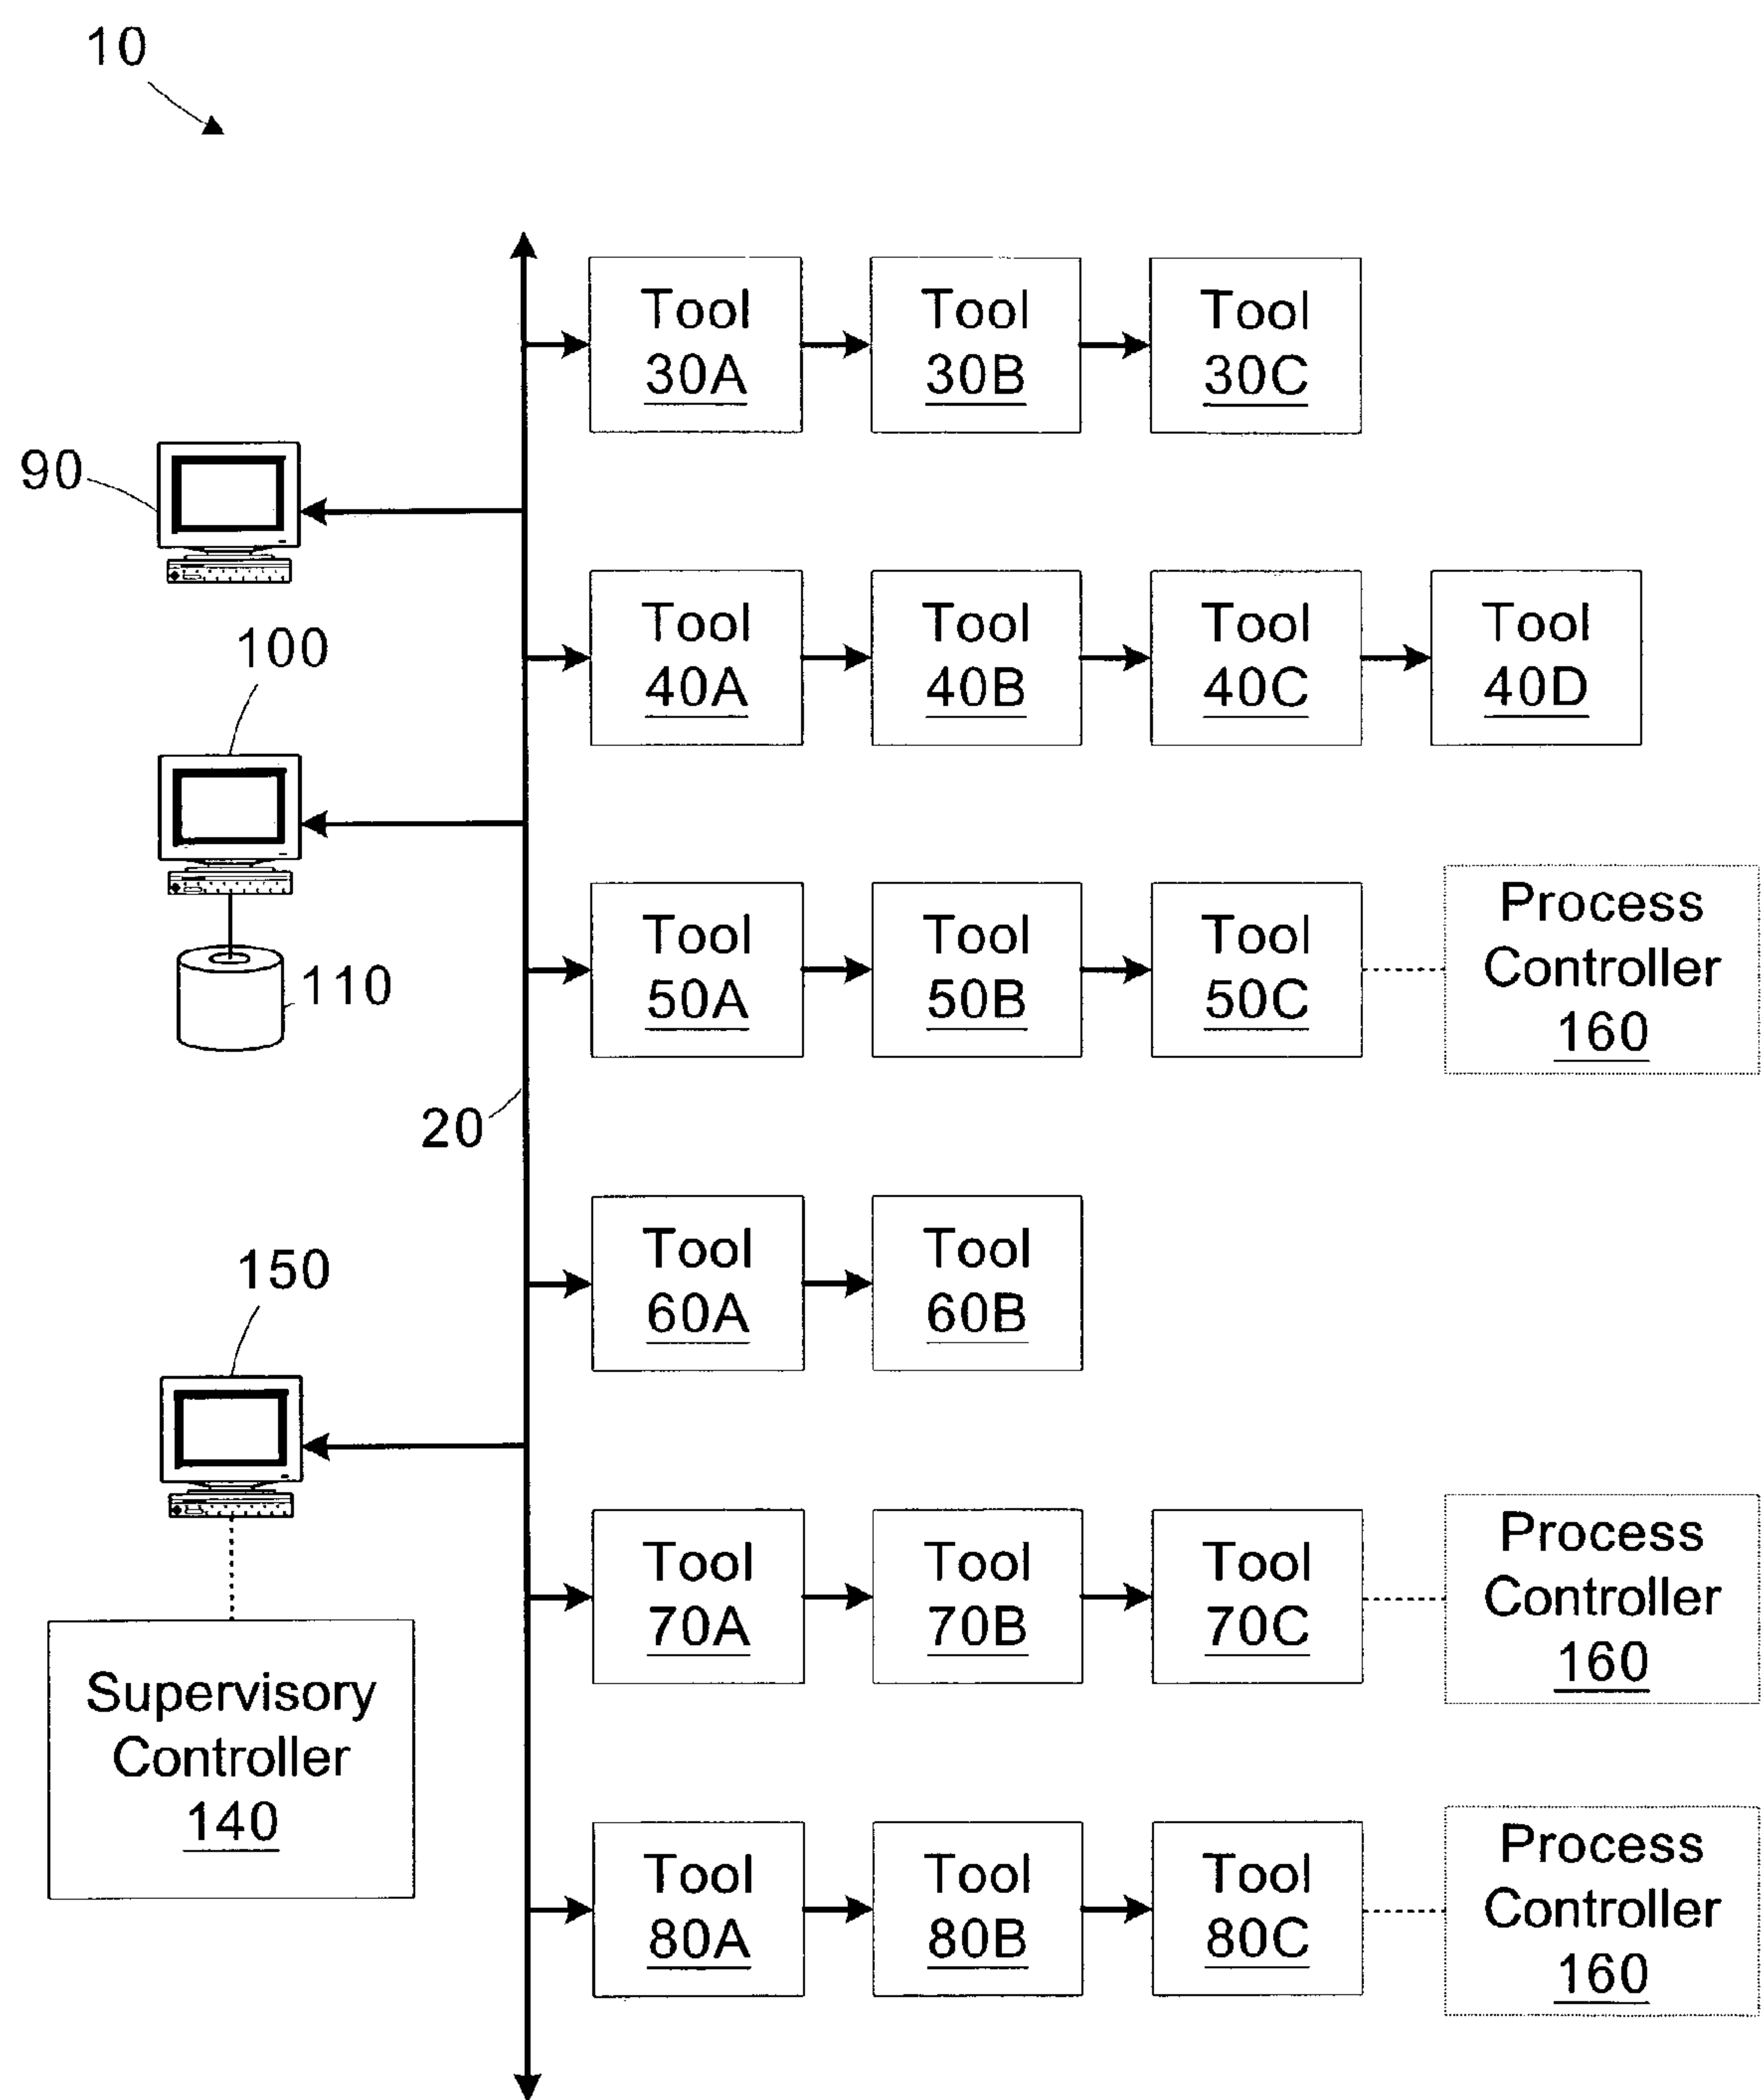 10
Tool
30A
Tool
30B
Tool
30C
90
Tool
40A
Tool
40B
Tool
40C
Tool
40D
100
Tool
50A
Tool
50B
Tool
50C
Process
Controller
160
110
20
Tool
60A
Tool
60B
150
Tool
70A
Tool
70B
Tool
70C
Process
Controller
160
Supervisory
Controller
140
Tool
80A
Tool
80B
Tool
80C
Process
Controller
160